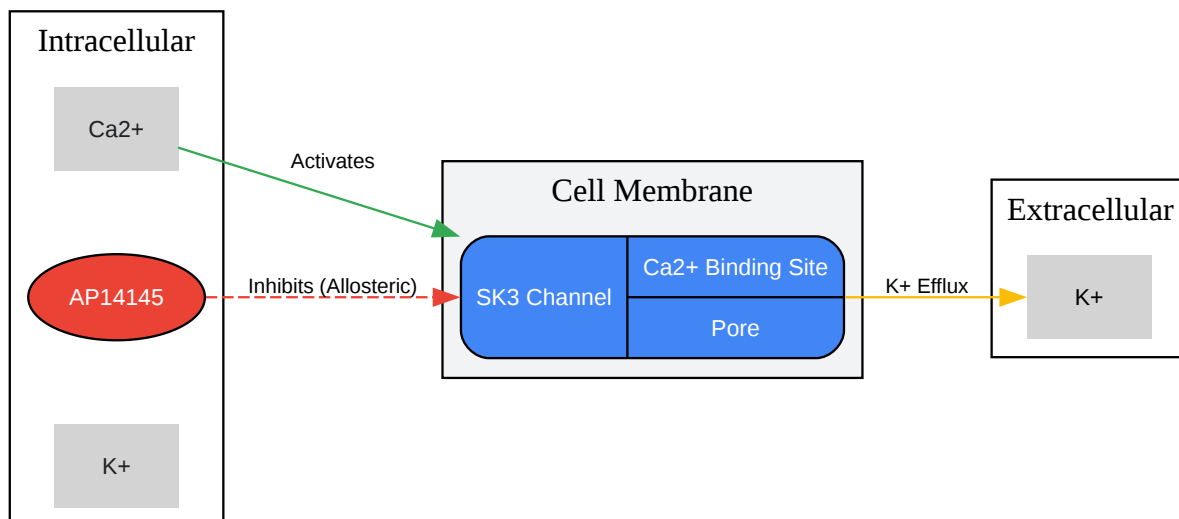 Intracellular
Ca2+
Activates
Cell Membrane
Extracellular
AP14145
Inhibits (Allosteric)
SK3 Channel
Ca2+ Binding Site
Pore
K+ Efflux
K+
K+